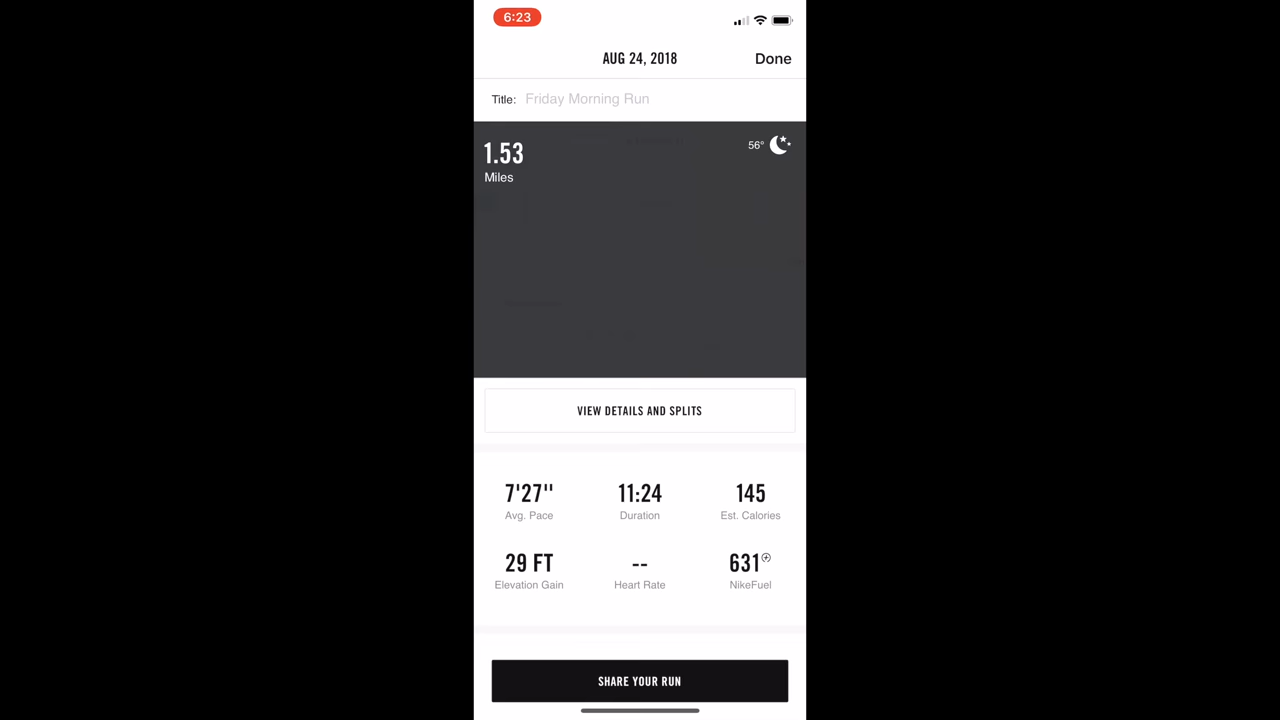 6:23
AUG 24, 2018
Done
Title: Friday Morning Run
1.53
Miles
56°
VIEW DETAILS AND SPLITS
7'27" 11:24 145
Avg. Pace Duration Est. Calories
29 FT -- 631
Elevation Gain Heart Rate NikeFuel
SHARE YOUR RUN